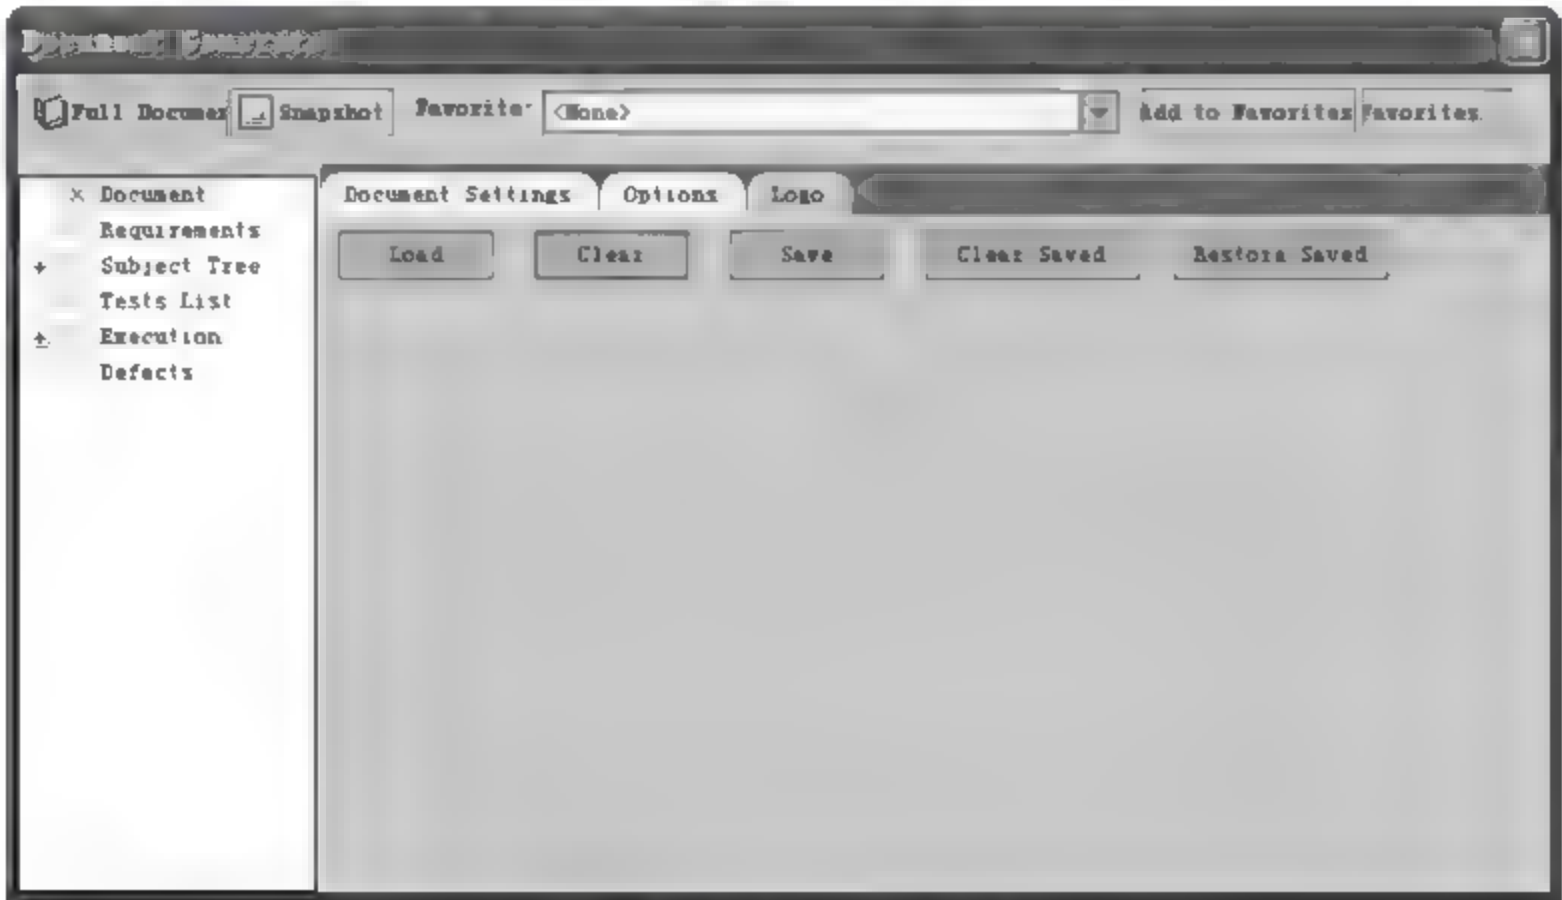 Full Documen Snapshot Favorite: <None> Add to Favorites Favorites
Document
Requirements
Subject Tree
Tests List
Execution
Defects
Document Settings Options Logo
Load Clear Save Clear Saved Restore Saved